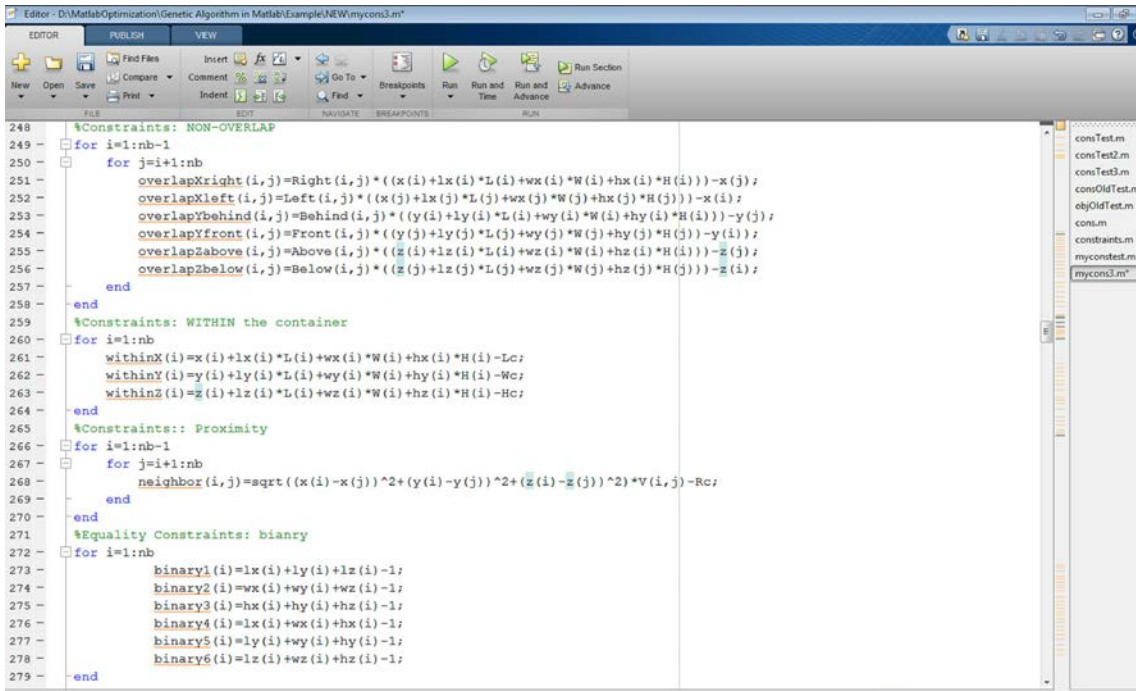 Editor - D:\MatlabOptimization\Genetic Algorithm in Matlab\Example\NEW\mycons3.m*
EDITOR PUBLISH VIEW
New Open Save Find Files Compare Print
Insert fx Comment Indent
Go To Find
Breakpoints Run Run and Time Run and Advance Run Section Advance
FILE EDIT NAVIGATE BREAKPOINTS RUN
248 %Constraints: NON-OVERLAP
249 - for i=1:nb-1
250 - for j=i+1:nb
251 - overlapXright(i,j)=Right(i,j)*((x(i)+lx(i)*L(i)+wx(i)*W(i)+hx(i)*H(i)))-x(j);
252 - overlapXleft(i,j)=Left(i,j)*((x(j)+lx(j)*L(j)+wx(j)*W(j)+hx(j)*H(j)))-x(i);
253 - overlapYbehind(i,j)=Behind(i,j)*((y(i)+ly(i)*L(i)+wy(i)*W(i)+hy(i)*H(i)))-y(j);
254 - overlapYfront(i,j)=Front(i,j)*((y(j)+ly(j)*L(j)+wy(j)*W(j)+hy(j)*H(j))-y(i));
255 - overlapZabove(i,j)=Above(i,j)*((z(i)+lz(i)*L(i)+wz(i)*W(i)+hz(i)*H(i)))-z(j);
256 - overlapZbelow(i,j)=Below(i,j)*((z(j)+lz(j)*L(j)+wz(j)*W(j)+hz(j)*H(j)))-z(i);
257 - end
258 - end
259 %Constraints: WITHIN the container
260 - for i=1:nb
261 - withinX(i)=x(i)+lx(i)*L(i)+wx(i)*W(i)+hx(i)*H(i)-Lc;
262 - withinY(i)=y(i)+ly(i)*L(i)+wy(i)*W(i)+hy(i)*H(i)-Wc;
263 - withinZ(i)=z(i)+lz(i)*L(i)+wz(i)*W(i)+hz(i)*H(i)-Hc;
264 - end
265 %Constraints:: Proximity
266 - for i=1:nb-1
267 - for j=i+1:nb
268 - neighbor(i,j)=sqrt((x(i)-x(j))^2+(y(i)-y(j))^2+(z(i)-z(j))^2)*V(i,j)-Rc;
269 - end
270 - end
271 %Equality Constraints: bianry
272 - for i=1:nb
273 - binary1(i)=lx(i)+ly(i)+lz(i)-1;
274 - binary2(i)=wx(i)+wy(i)+wz(i)-1;
275 - binary3(i)=hx(i)+hy(i)+hz(i)-1;
276 - binary4(i)=lx(i)+wx(i)+hx(i)-1;
277 - binary5(i)=ly(i)+wy(i)+hy(i)-1;
278 - binary6(i)=lz(i)+wz(i)+hz(i)-1;
279 - end
consTest.m
consTest2.m
consTest3.m
consOldTest.m
objOldTest.m
cons.m
constraints.m
myconstest.m
mycons3.m*